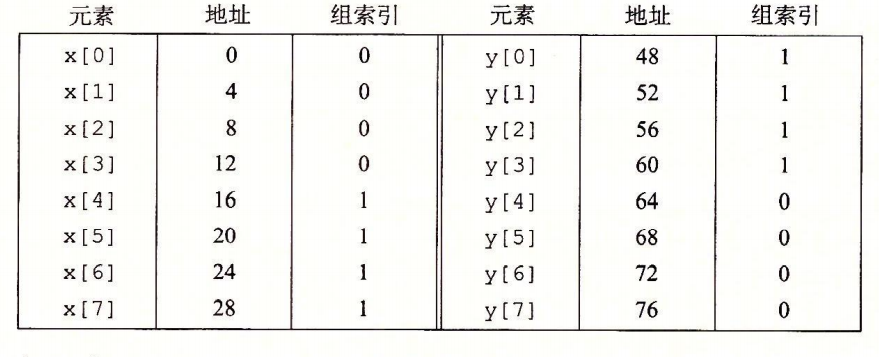 元素 地址 组索引 元素 地址 组索引
x[0] 0 0 y[0] 48 1
x[1] 4 0 y[1] 52 1
x[2] 8 0 y[2] 56 1
x[3] 12 0 y[3] 60 1
x[4] 16 1 y[4] 64 0
x[5] 20 1 y[5] 68 0
x[6] 24 1 y[6] 72 0
x[7] 28 1 y[7] 76 0